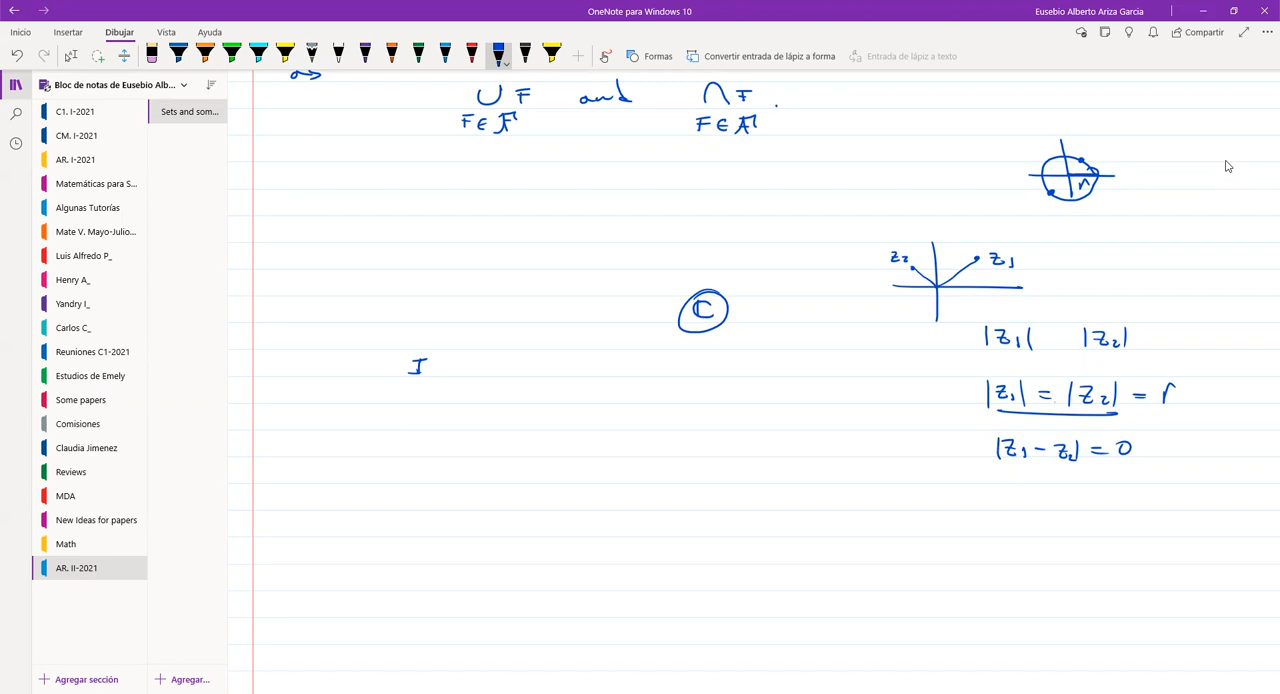 OneNote para Windows 10
Eusebio Alberto Ariza Garcia
Inicio Insertar Dibujar Vista Ayuda
Compartir
Formas Convertir entrada de lápiz a forma Entrada de lápiz a texto
Bloc de notas de Eusebio Alb...
C1. I-2021
CM. I-2021
AR. I-2021
Matemáticas para S...
Algunas Tutorías
Mate V. Mayo-Julio...
Luis Alfredo P_
Henry A_
Yandry I_
Carlos C_
Reuniones C1-2021
Estudios de Emely
Some papers
Comisiones
Claudia Jimenez
Reviews
MDA
New Ideas for papers
Math
AR. II-2021
Agregar sección
Sets and som...
Agregar...
∪ F and ∩ F .
F ∈ 𝓕 F ∈ 𝓕
r
z₂ z₁
ℂ
|z₁| |z₂|
I
|z₁| = |z₂| = r
|z₁ - z₂| = 0